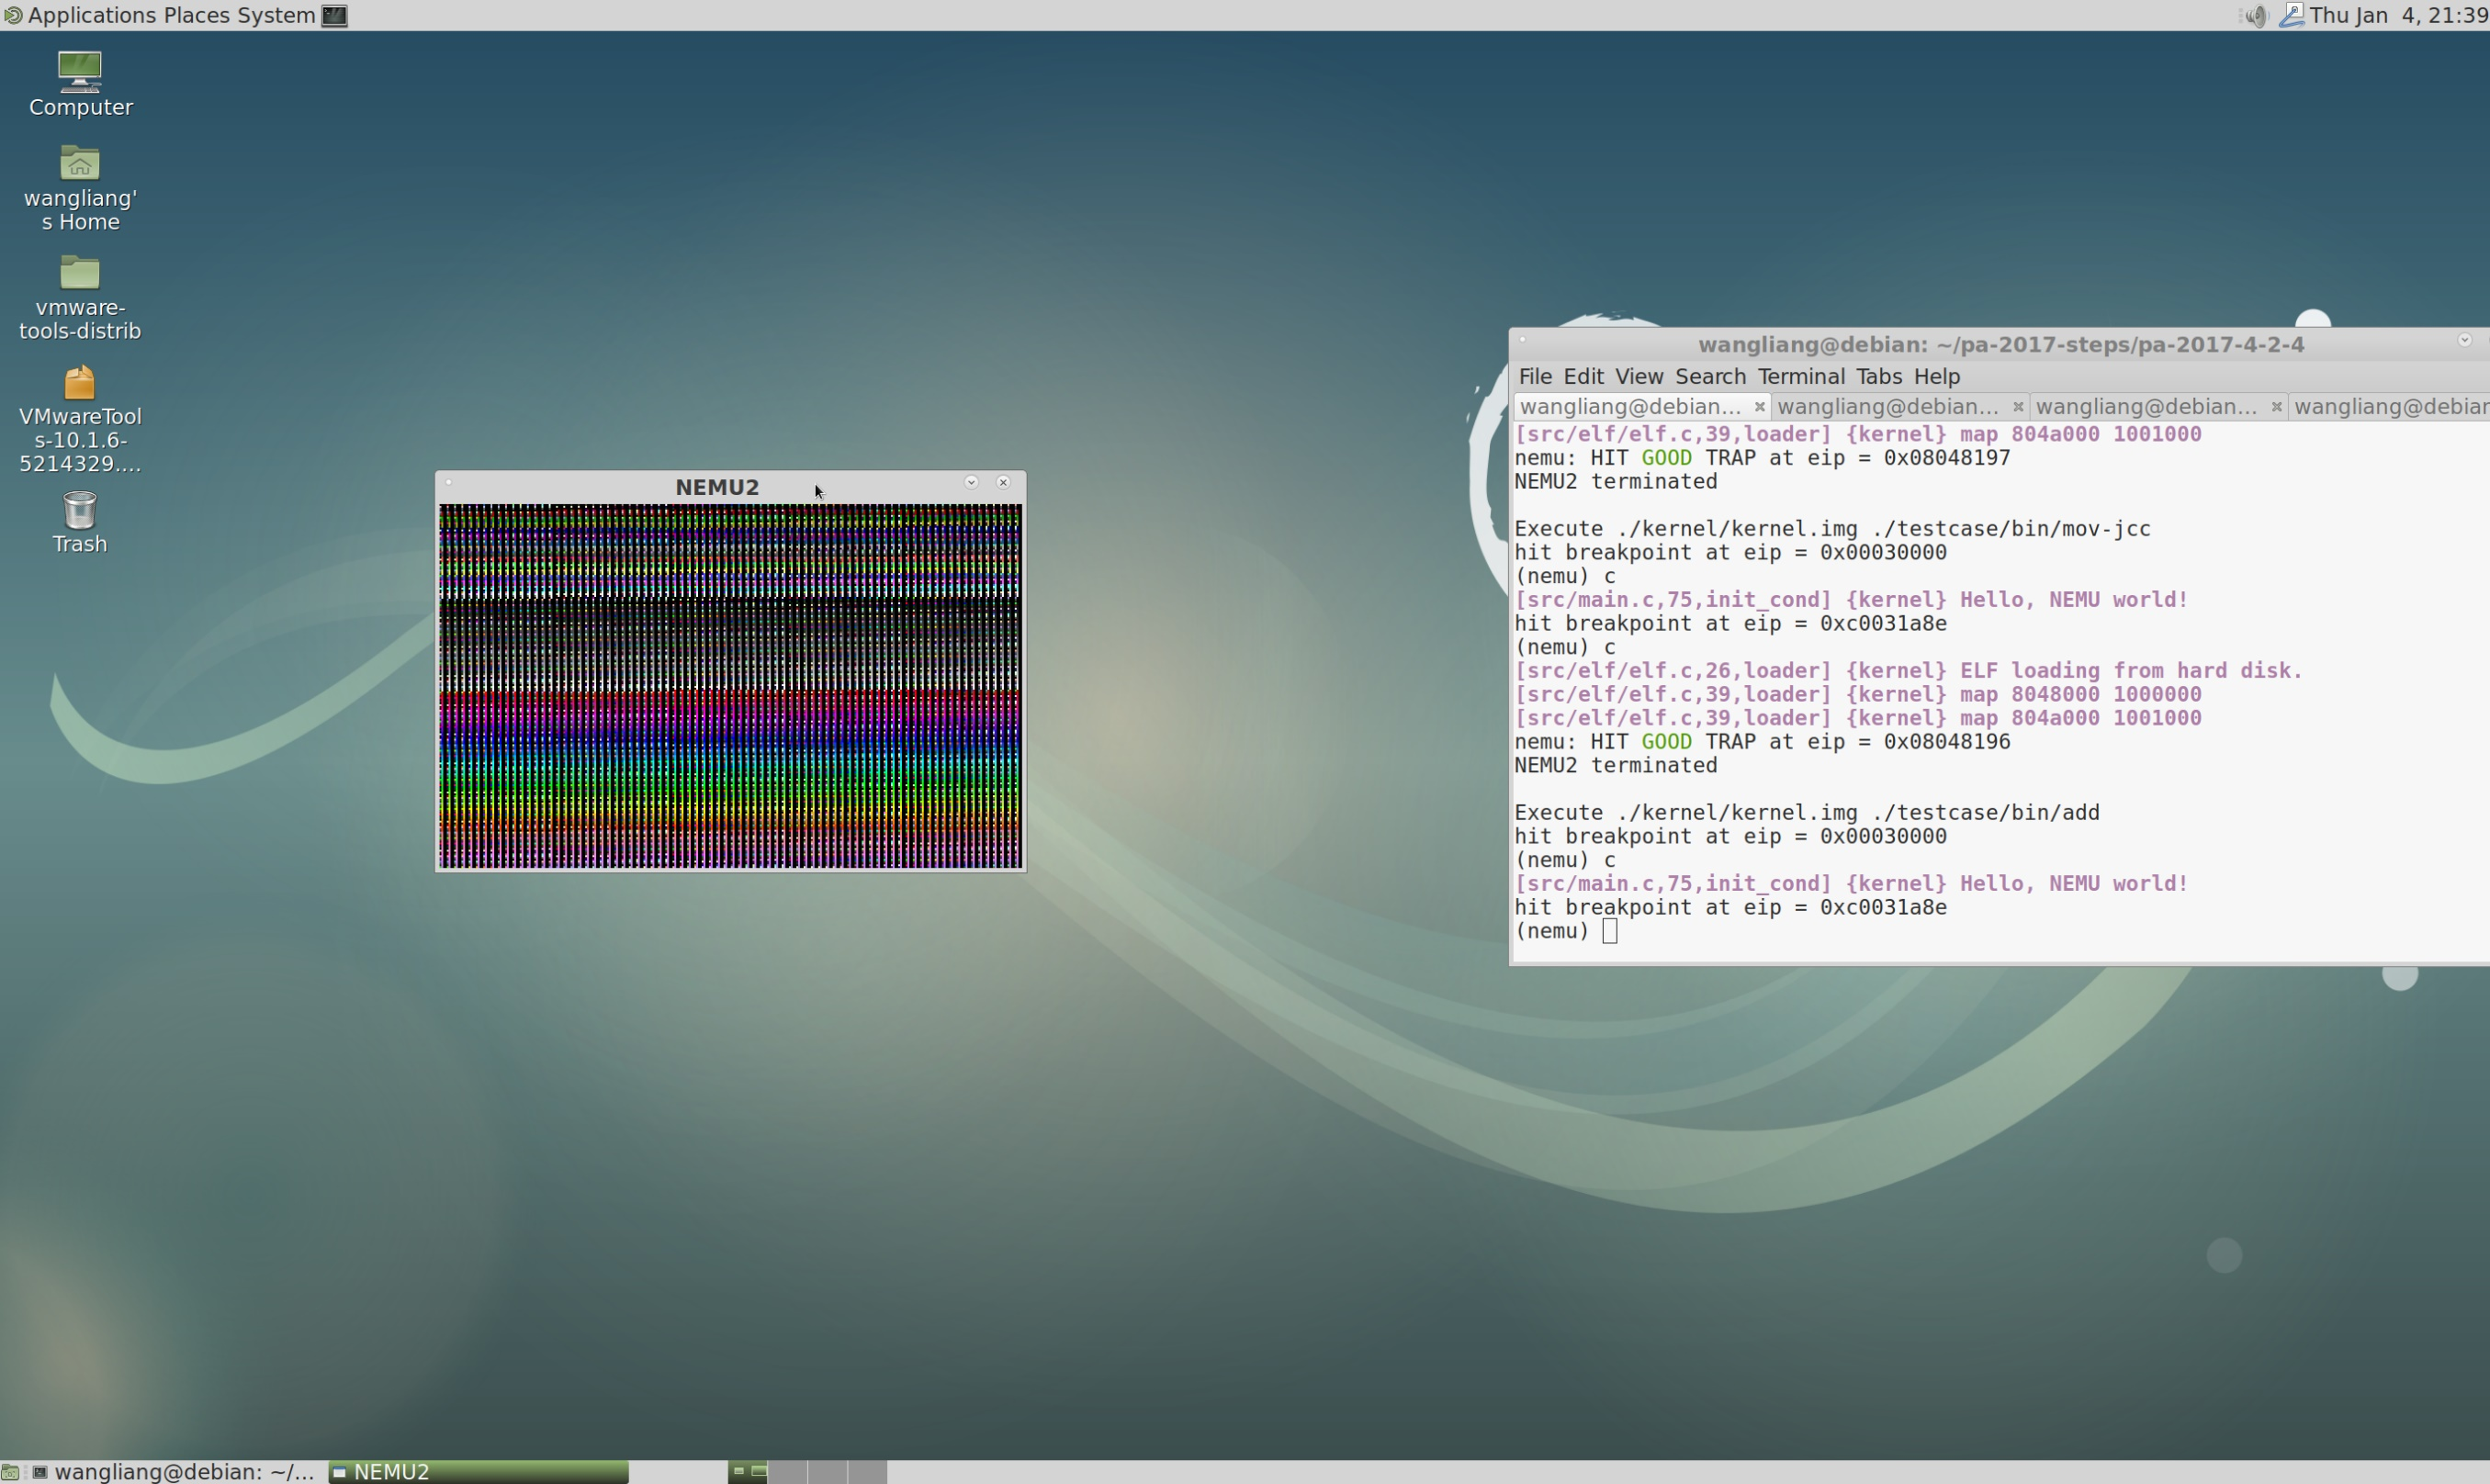 Applications Places System
Thu Jan  4, 21:39
Computer
wangliang'
s Home
vmware-
tools-distrib
VMwareTool
s-10.1.6-
5214329....
Trash
NEMU2
wangliang@debian: ~/pa-2017-steps/pa-2017-4-2-4
File Edit View Search Terminal Tabs Help
wangliang@debian... wangliang@debian... wangliang@debian... wangliang@debian
[src/elf/elf.c,39,loader] {kernel} map 804a000 1001000
nemu: HIT GOOD TRAP at eip = 0x08048197
NEMU2 terminated
Execute ./kernel/kernel.img ./testcase/bin/mov-jcc
hit breakpoint at eip = 0x00030000
(nemu) c
[src/main.c,75,init_cond] {kernel} Hello, NEMU world!
hit breakpoint at eip = 0xc0031a8e
(nemu) c
[src/elf/elf.c,26,loader] {kernel} ELF loading from hard disk.
[src/elf/elf.c,39,loader] {kernel} map 8048000 1000000
[src/elf/elf.c,39,loader] {kernel} map 804a000 1001000
nemu: HIT GOOD TRAP at eip = 0x08048196
NEMU2 terminated
Execute ./kernel/kernel.img ./testcase/bin/add
hit breakpoint at eip = 0x00030000
(nemu) c
[src/main.c,75,init_cond] {kernel} Hello, NEMU world!
hit breakpoint at eip = 0xc0031a8e
(nemu)
wangliang@debian: ~/...
NEMU2